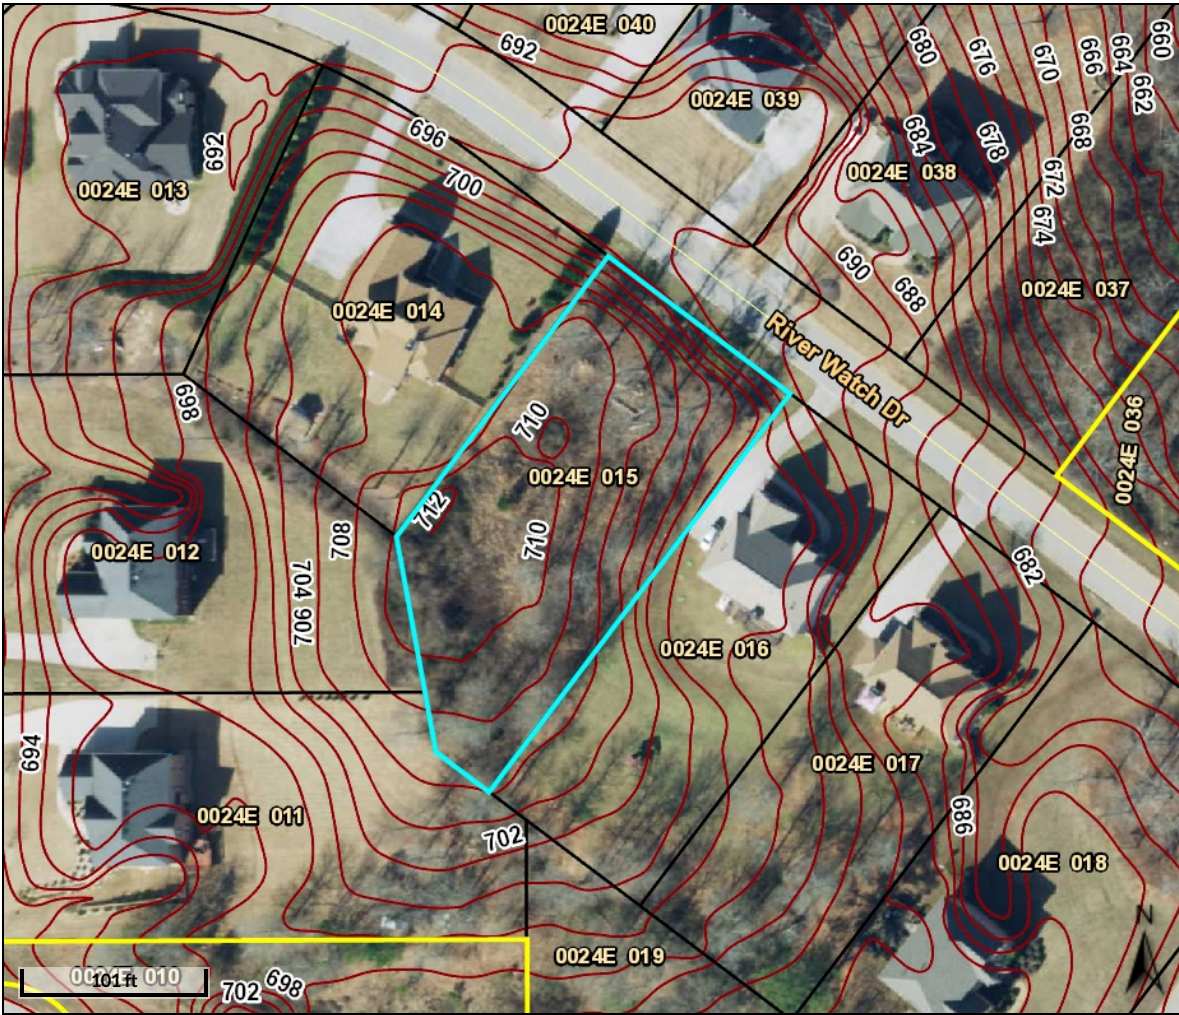 0024E 040
692
680
676
670
666
664
660
662
0024E 039
696
692
684
678
668
0024E 013
700
0024E 038
672
674
690
688
0024E 037
0024E 014
River Watch Dr
698
710
712
0024E 015
0024E 036
710
708
0024E 012
704
706
682
0024E 016
694
0024E 017
0024E 011
702
686
0024E 018
N
0024E 019
0024E 010
101 ft
702
698